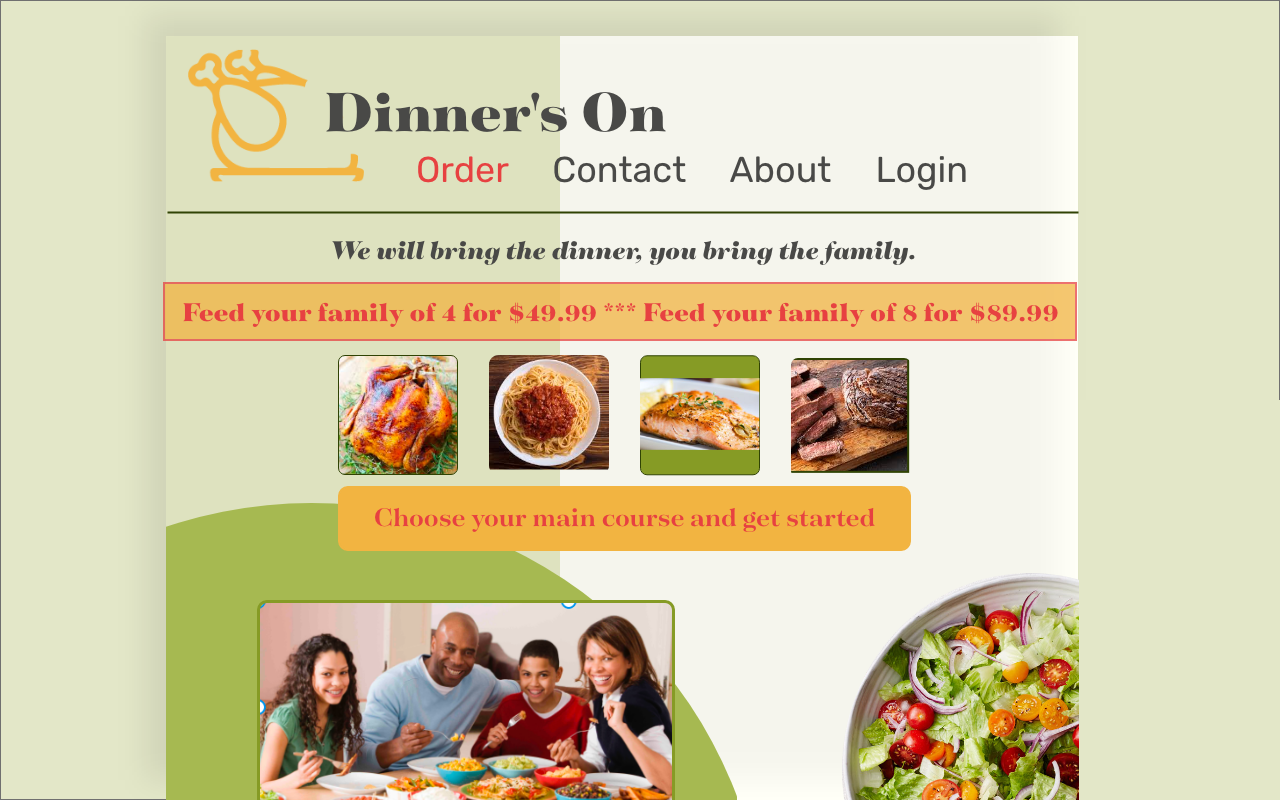 Dinner's On
Order Contact About Login
We will bring the dinner, you bring the family.
Feed your family of 4 for $49.99 *** Feed your family of 8 for $89.99
Choose your main course and get started